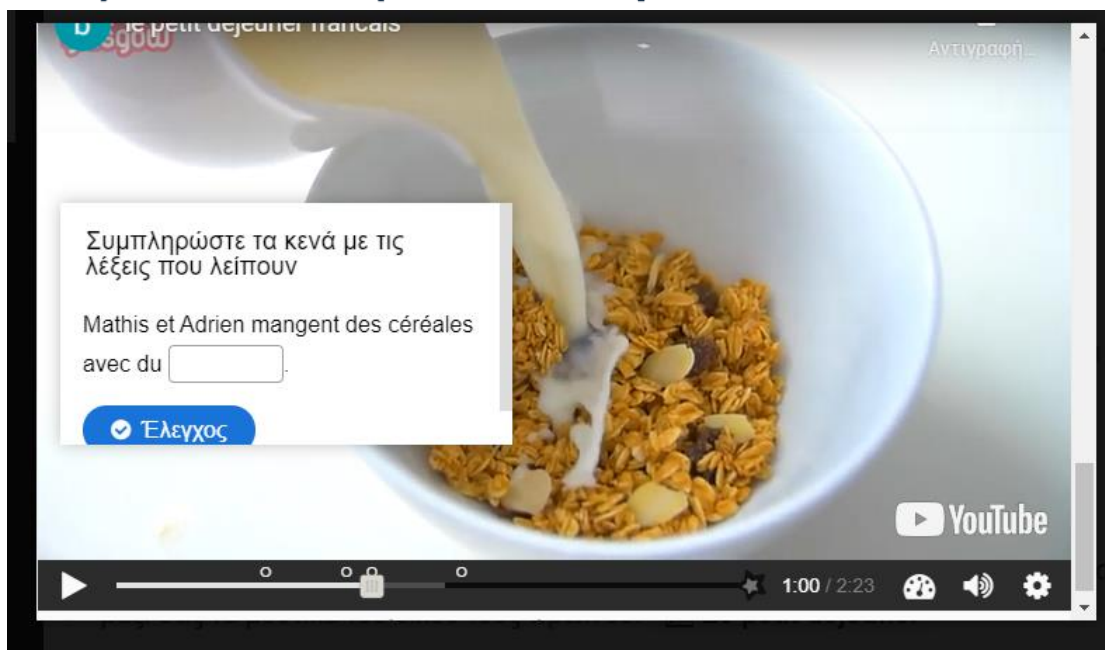 b le petit déjeuner français
Αντιγραφή...
Συμπληρώστε τα κενά με τις
λέξεις που λείπουν
Mathis et Adrien mangent des céréales
avec du .
Έλεγχος
YouTube
1:00 / 2:23